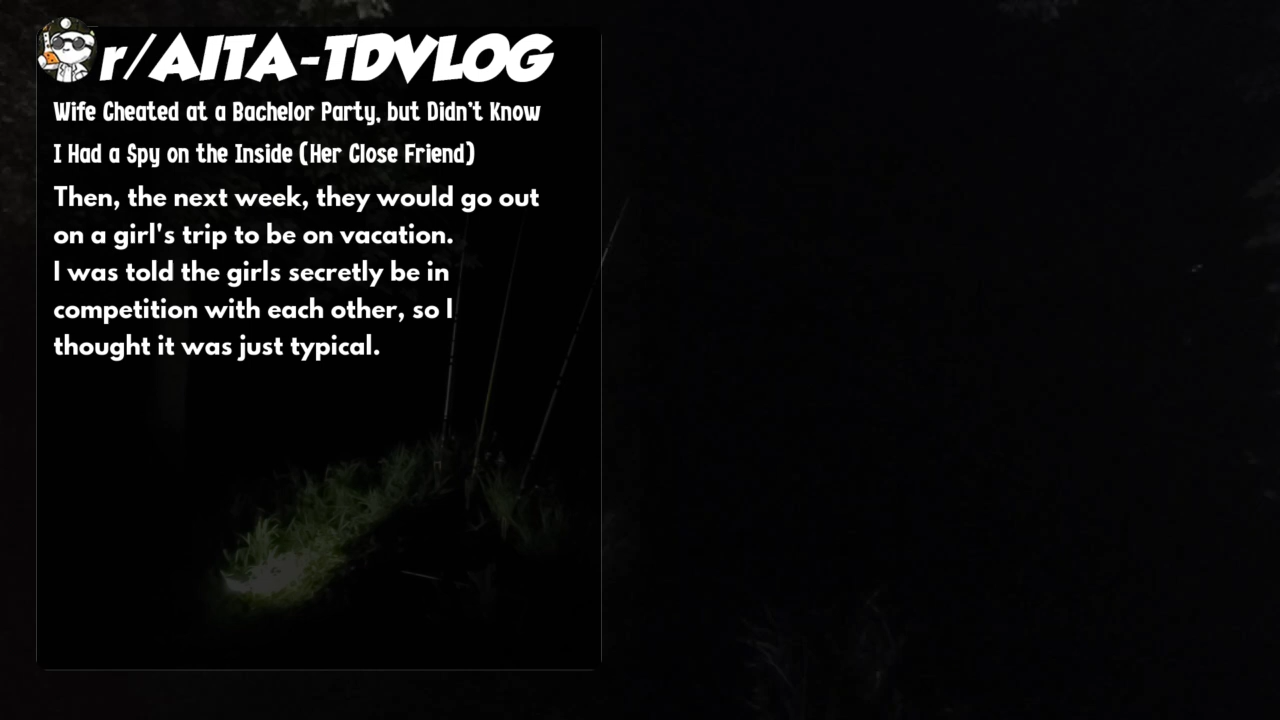 r/AITA-TDVLOG
Wife Cheated at a Bachelor Party, but Didn't Know
I Had a Spy on the Inside (Her Close Friend)
Then, the next week, they would go out
on a girl's trip to be on vacation.
I was told the girls secretly be in
competition with each other, so I
thought it was just typical.